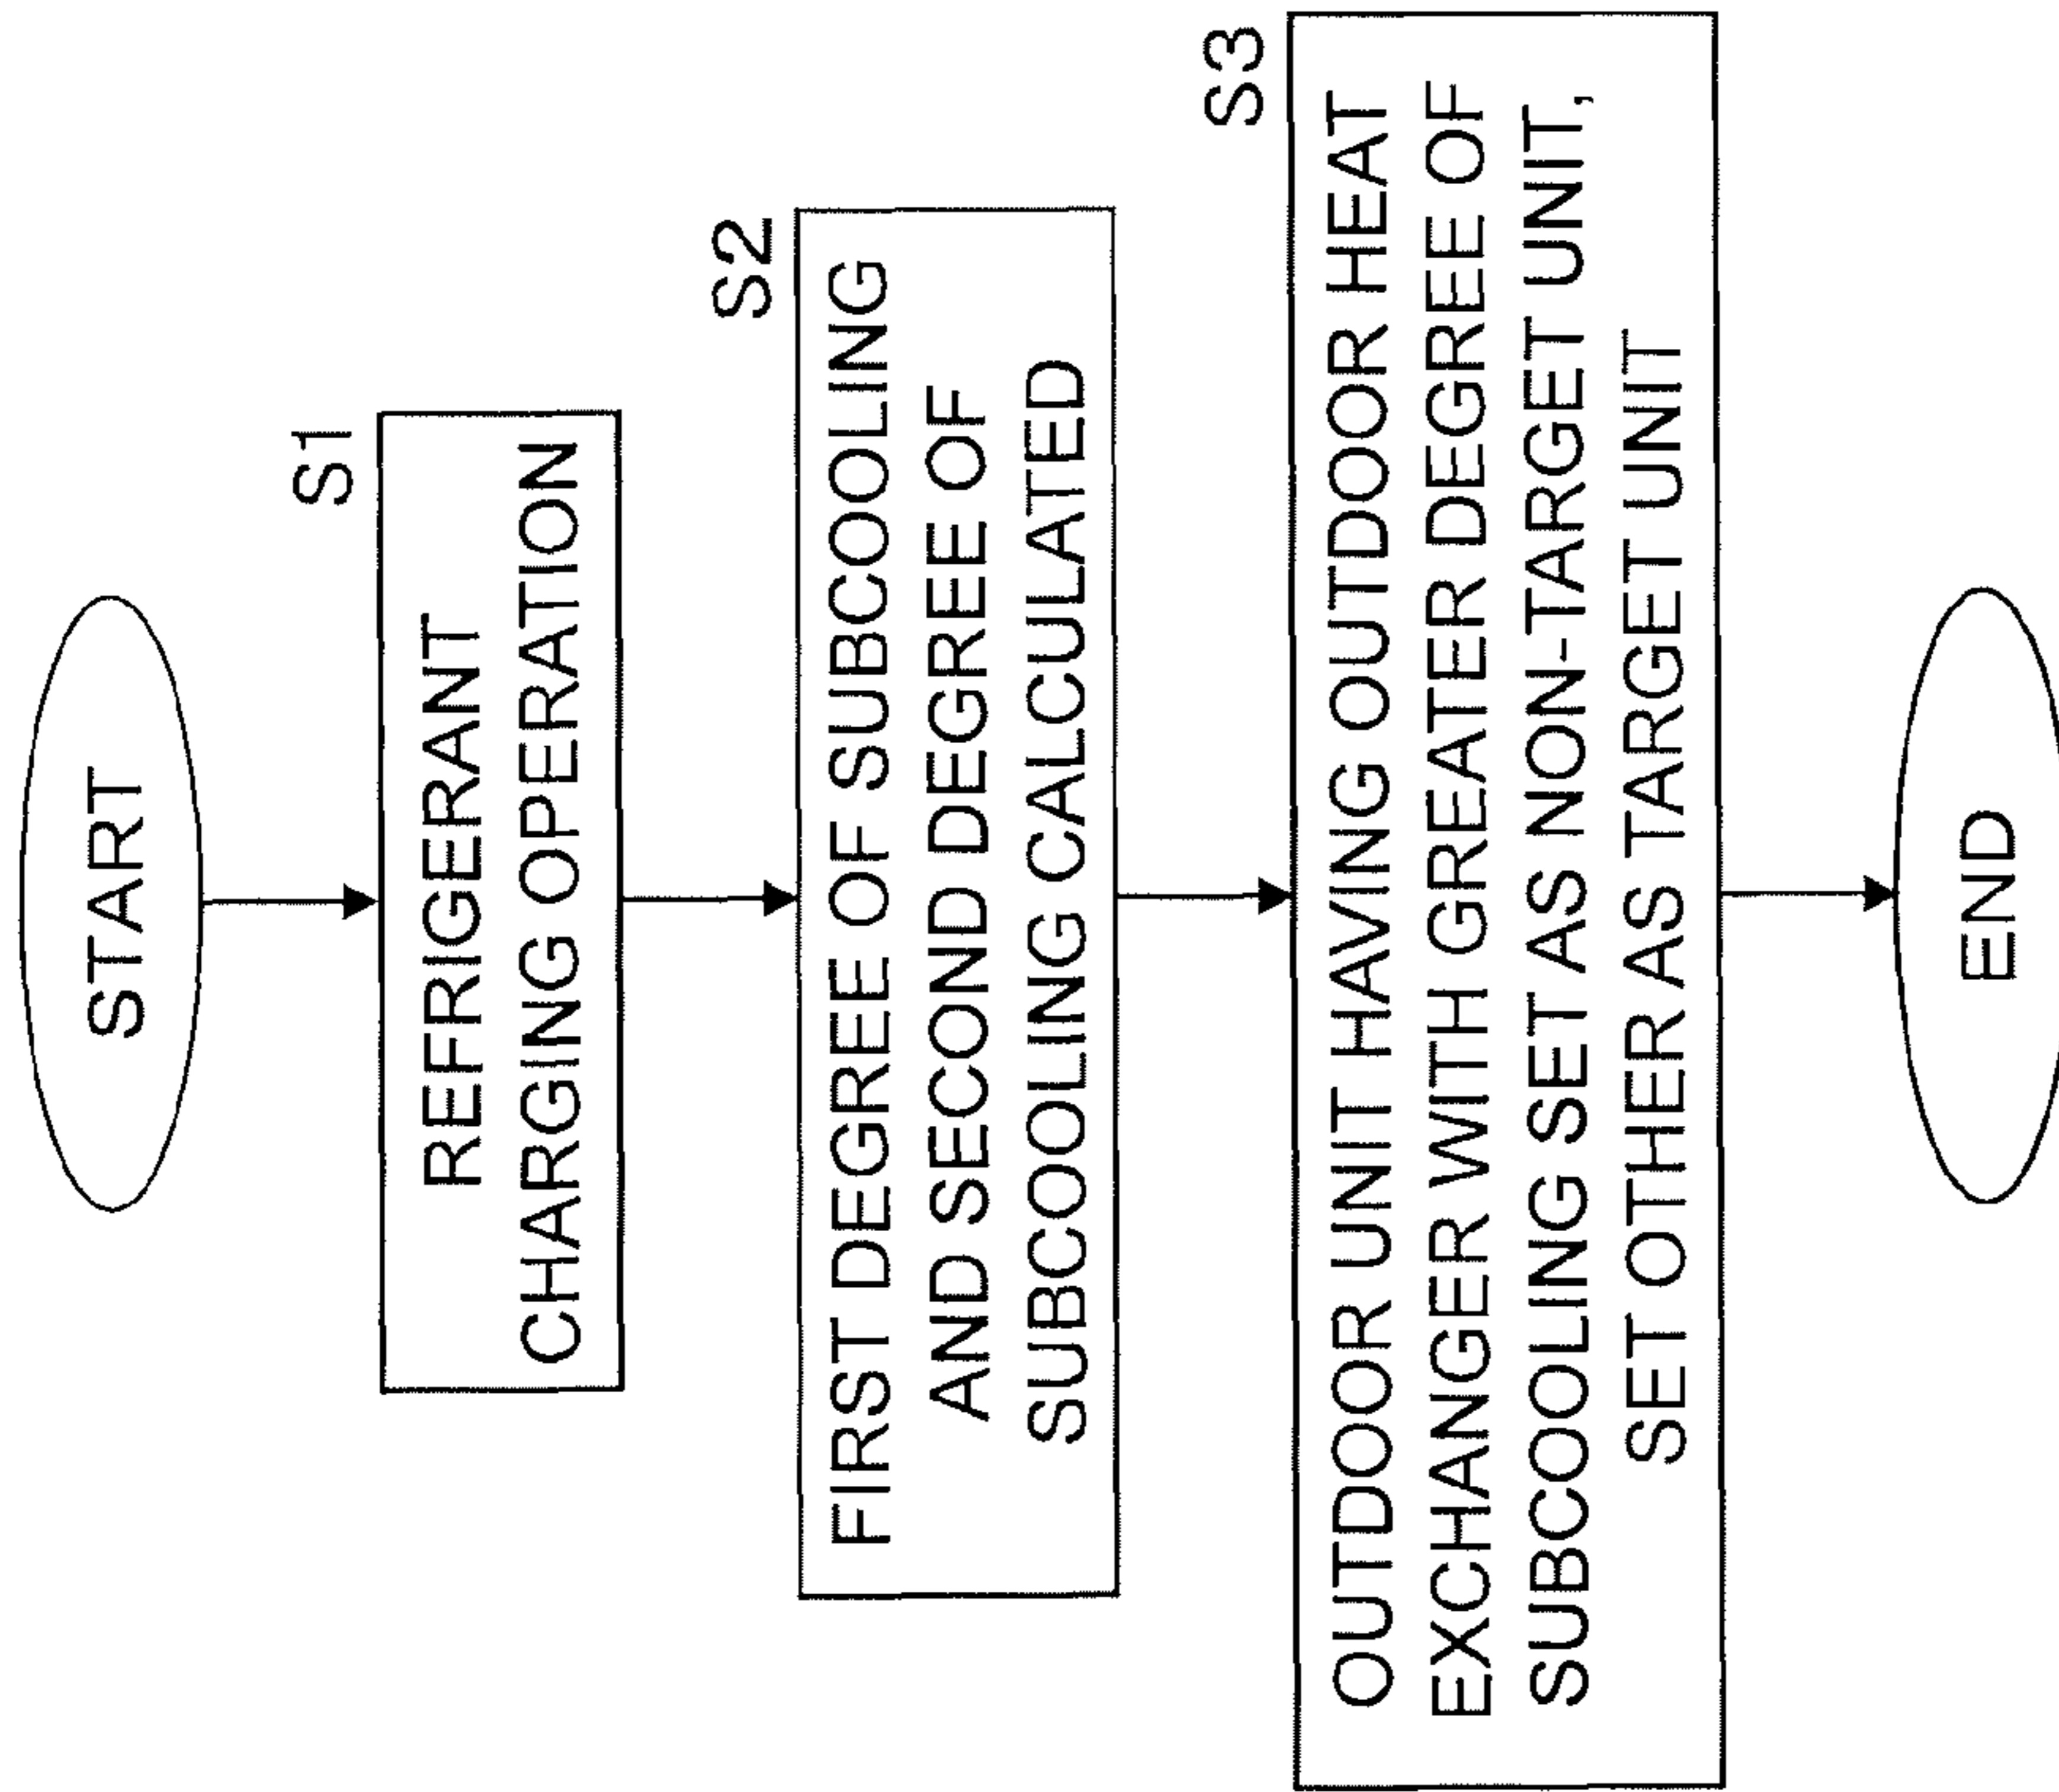 START
S1
REFRIGERANT
CHARGING OPERATION
S2
FIRST DEGREE OF SUBCOOLING
AND SECOND DEGREE OF
SUBCOOLING CALCULATED
S3
OUTDOOR UNIT HAVING OUTDOOR HEAT
EXCHANGER WITH GREATER DEGREE OF
SUBCOOLING SET AS NON-TARGET UNIT,
SET OTHER AS TARGET UNIT
END